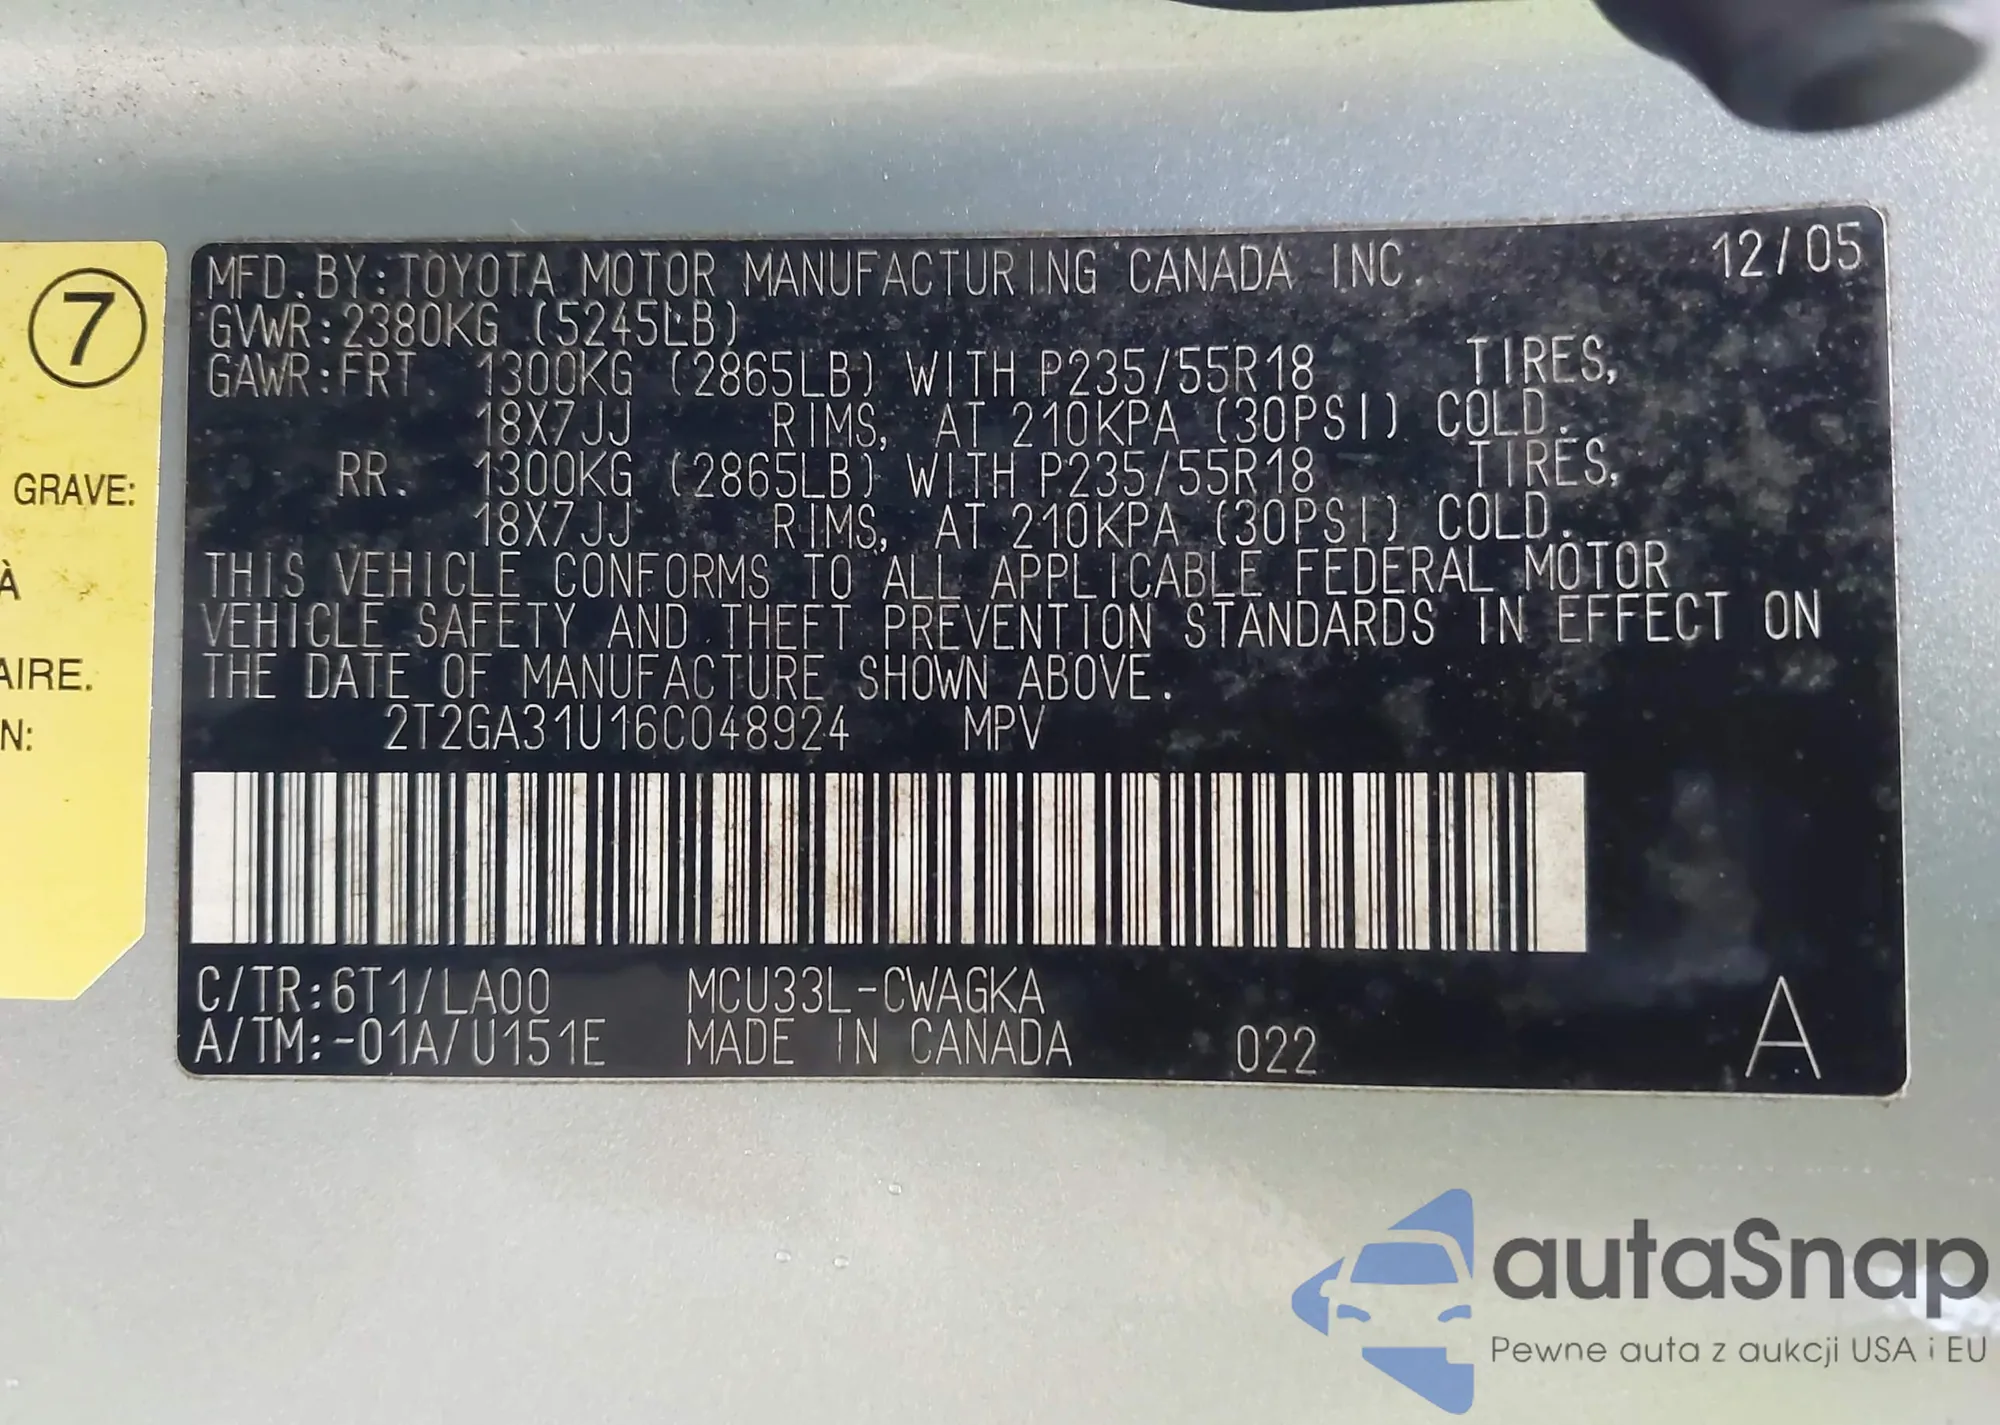 7
GRAVE:
À
AIRE.
N:
MFD. BY: TOYOTA MOTOR MANUFACTURING CANADA INC. 12/05
GVWR: 2380KG (5245LB)
GAWR: FRT. 1300KG (2865LB) WITH P235/55R18 TIRES,
18X7JJ RIMS, AT 210KPA (30PSI) COLD.
RR. 1300KG (2865LB) WITH P235/55R18 TIRES,
18X7JJ RIMS, AT 210KPA (30PSI) COLD.
THIS VEHICLE CONFORMS TO ALL APPLICABLE FEDERAL MOTOR
VEHICLE SAFETY AND THEFT PREVENTION STANDARDS IN EFFECT ON
THE DATE OF MANUFACTURE SHOWN ABOVE.
2T2GA31U16C048924 MPV
C/TR: 6T1/LA00 MCU33L-CWAGKA
A/TM: -01A/U151E MADE IN CANADA 022 A
autaSnap
Pewne auta z aukcji USA i EU